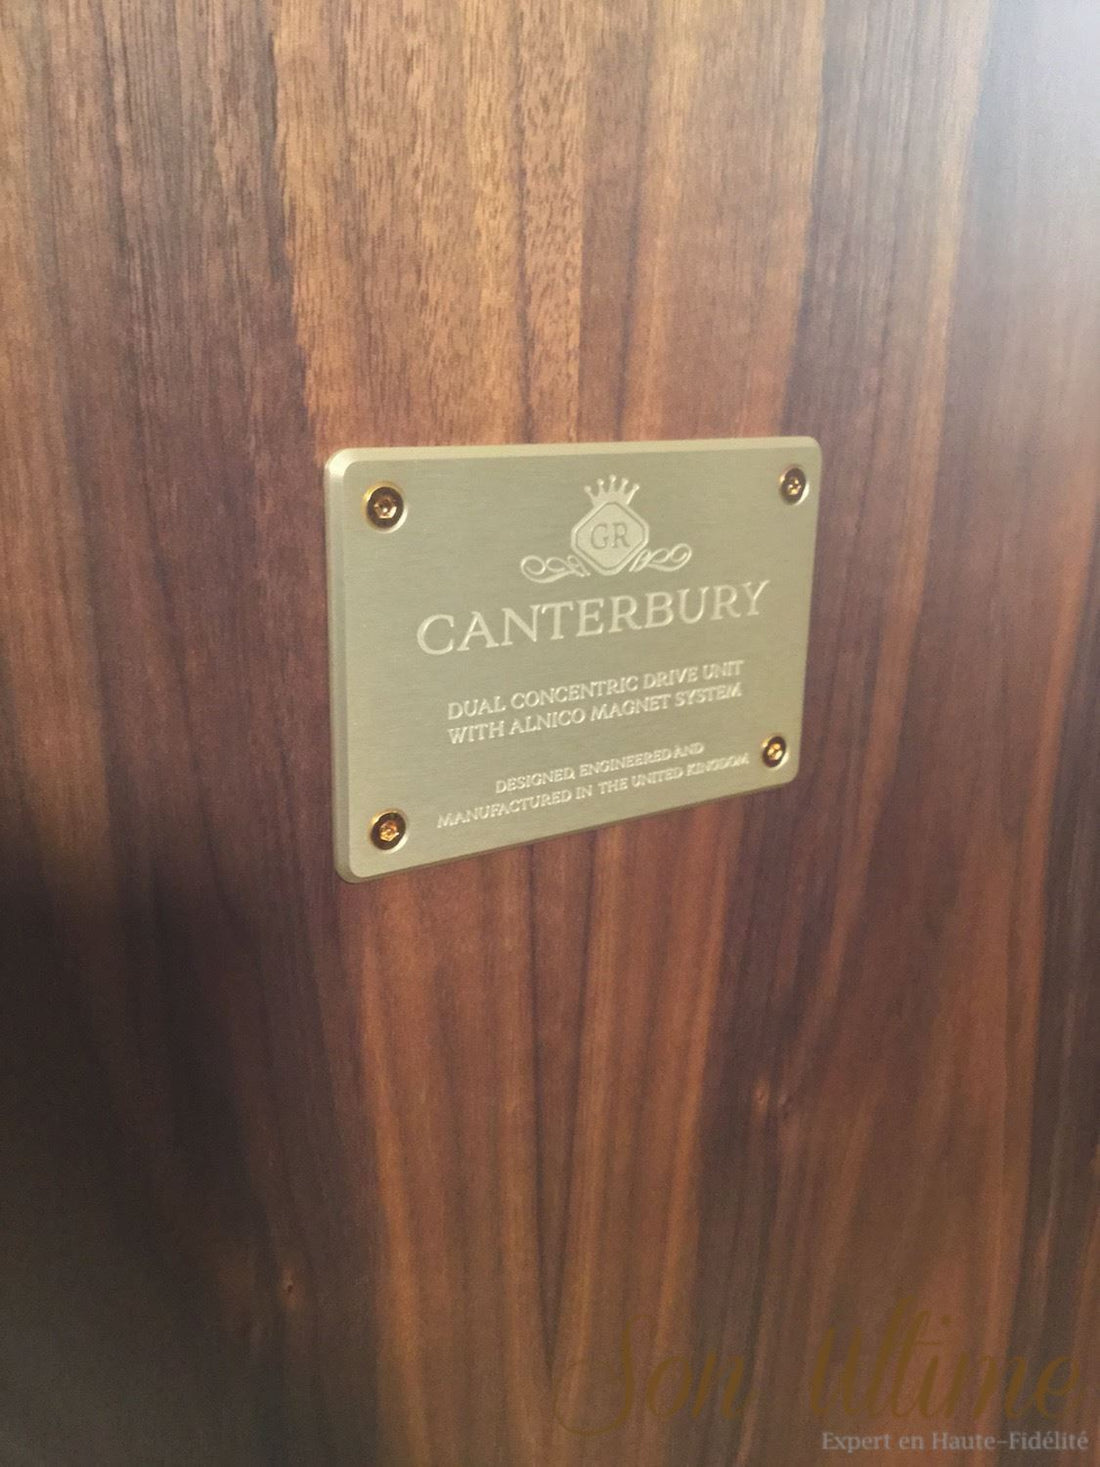 GR
CANTERBURY
DUAL CONCENTRIC DRIVE UNIT
WITH ALNICO MAGNET SYSTEM
DESIGNED, ENGINEERED AND
MANUFACTURED IN THE UNITED KINGDOM
Son Ultime
Expert en Haute-Fidélité